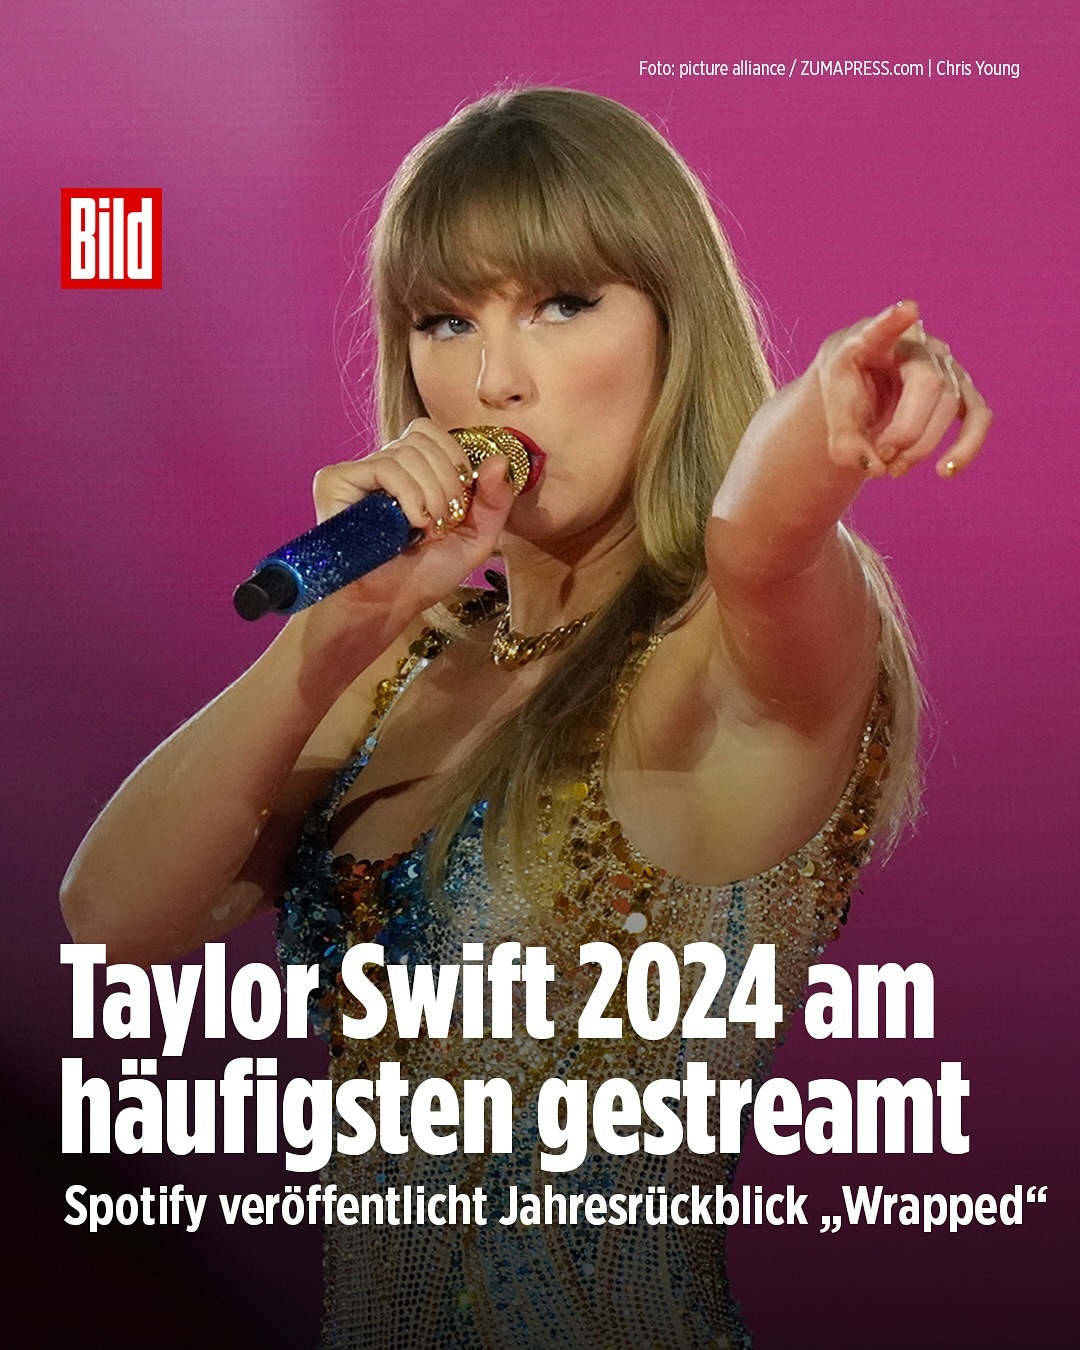 Foto: picture alliance / ZUMAPRESS.com | Chris Young
Bild
Taylor Swift 2024 am
häufigsten gestreamt
Spotify veröffentlicht Jahresrückblick „Wrapped“